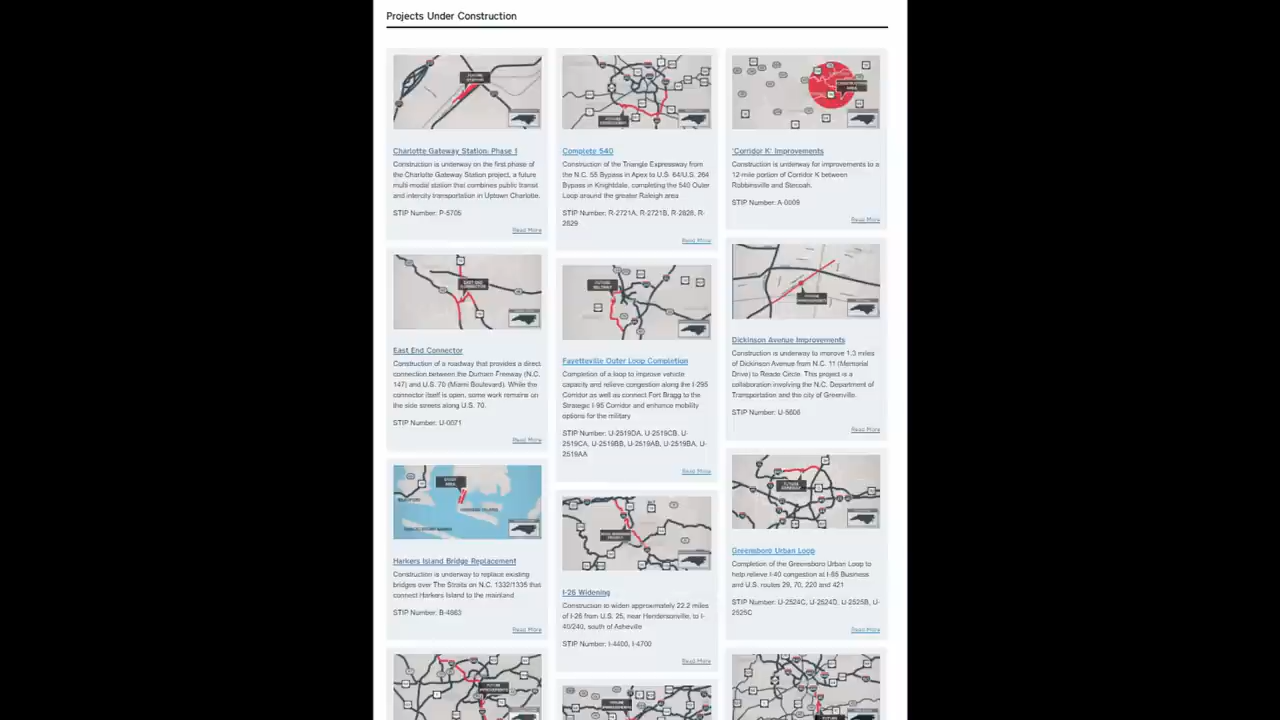 Projects Under Construction
Charlotte Gateway Station: Phase 1
Construction is underway on the first phase of
the Charlotte Gateway Station project, a future
multi-modal station that combines public transit
and intercity transportation in Uptown Charlotte.
STIP Number: P-5705
Read More
East End Connector
Construction of a roadway that provides a direct
connection between the Durham Freeway (N.C.
147) and U.S. 70 (Miami Boulevard). While the
connector itself is open, some work remains on
the side streets along U.S. 70.
STIP Number: U-0071
Read More
Harkers Island Bridge Replacement
Construction is underway to replace existing
bridges over The Straits on N.C. 1332/1335 that
connect Harkers Island to the mainland
STIP Number: B-4863
Read More
Complete 540
Construction of the Triangle Expressway from
the N.C. 55 Bypass in Apex to U.S. 64/U.S. 264
Bypass in Knightdale, completing the 540 Outer
Loop around the greater Raleigh area
STIP Number: R-2721A, R-2721B, R-2828, R-
2829
Read More
Fayetteville Outer Loop Completion
Completion of a loop to improve vehicle
capacity and relieve congestion along the I-295
Corridor as well as connect Fort Bragg to the
Strategic I-95 Corridor and enhance mobility
options for the military
STIP Number: U-2519DA, U-2519CB, U-
2519CA, U-2519BB, U-2519AB, U-2519BA, U-
2519AA
Read More
I-26 Widening
Construction to widen approximately 22.2 miles
of I-26 from U.S. 25, near Hendersonville, to I-
40/240, south of Asheville
STIP Number: I-4400, I-4700
Read More
'Corridor K' Improvements
Construction is underway for improvements to a
12-mile portion of Corridor K between
Robbinsville and Stecoah.
STIP Number: A-0009
Read More
Dickinson Avenue Improvements
Construction is underway to improve 1.3 miles
of Dickinson Avenue from N.C. 11 (Memorial
Drive) to Reade Circle. This project is a
collaboration involving the N.C. Department of
Transportation and the city of Greenville.
STIP Number: U-5606
Read More
Greensboro Urban Loop
Completion of the Greensboro Urban Loop to
help relieve I-40 congestion at I-85 Business
and U.S. routes 29, 70, 220 and 421
STIP Number: U-2524C, U-2524D, U-2525B, U-
2525C
Read More